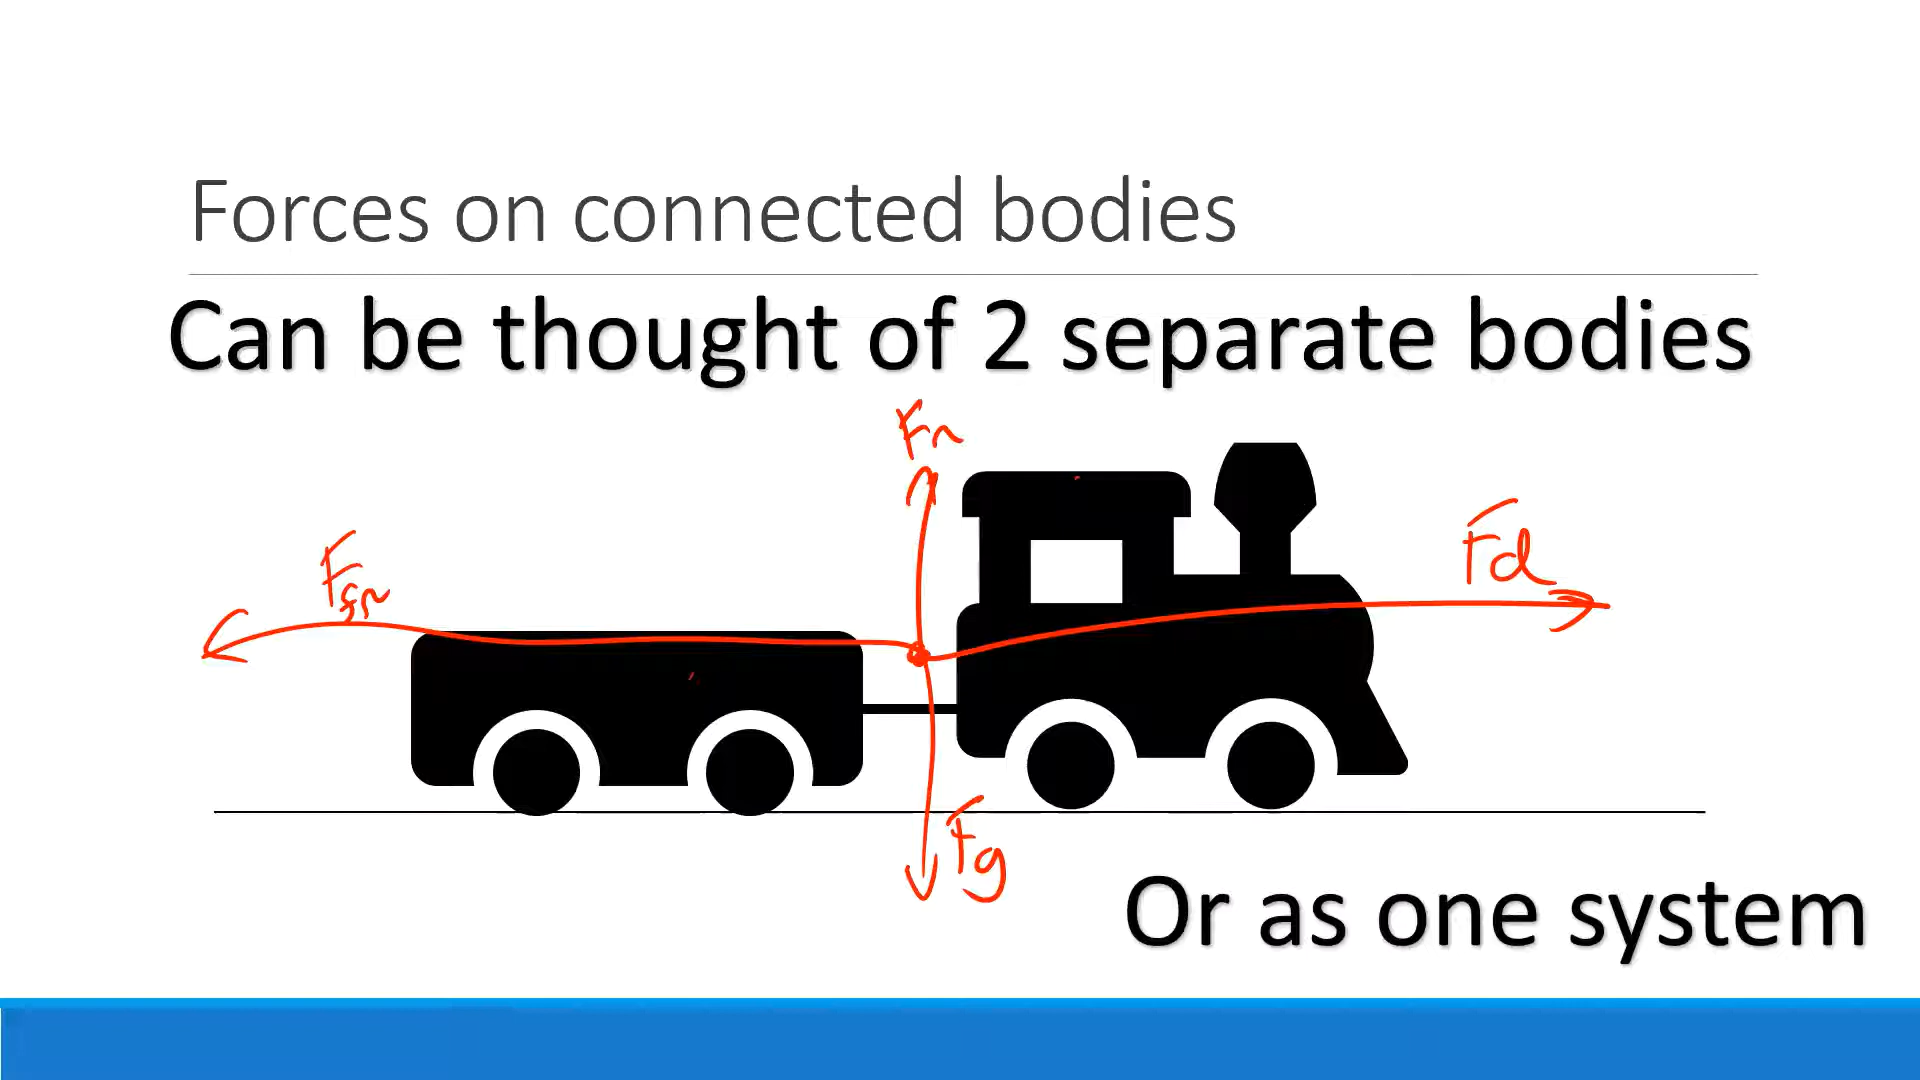 Forces on connected bodies
Can be thought of 2 separate bodies
Fn
Ffr
Fd
Fg
Or as one system